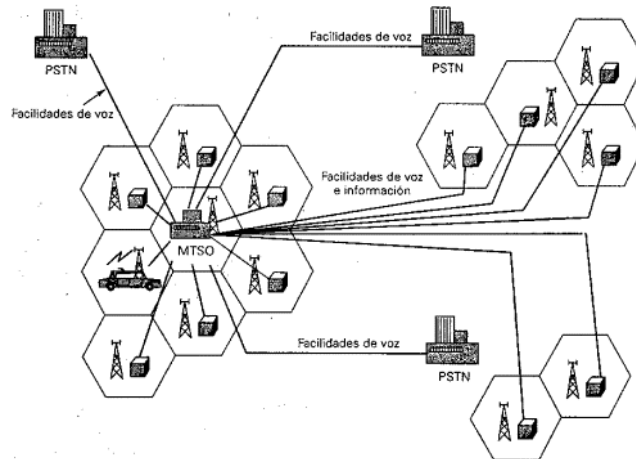 Facilidades de voz
PSTN
PSTN
Facilidades de voz
Facilidades de voz
e información
MTSO
Facilidades de voz
PSTN